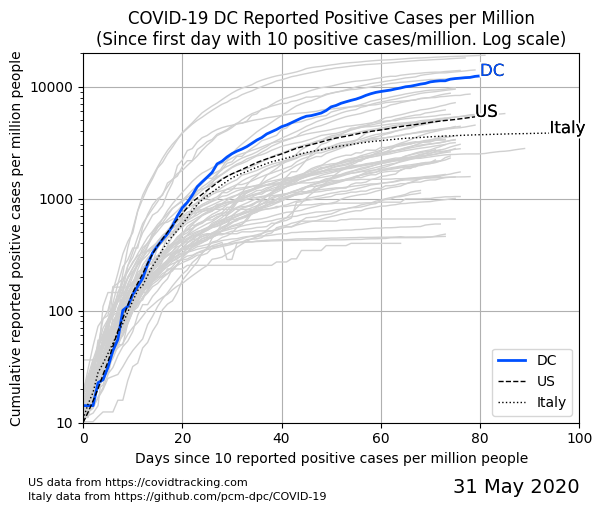 COVID-19 DC Reported Positive Cases per Million
(Since first day with 10 positive cases/million. Log scale)
Cumulative reported positive cases per million people
10000
1000
100
10
DC
US
Italy
DC
US
Italy
0 20 40 60 80 100
Days since 10 reported positive cases per million people
US data from https://covidtracking.com
Italy data from https://github.com/pcm-dpc/COVID-19
31 May 2020